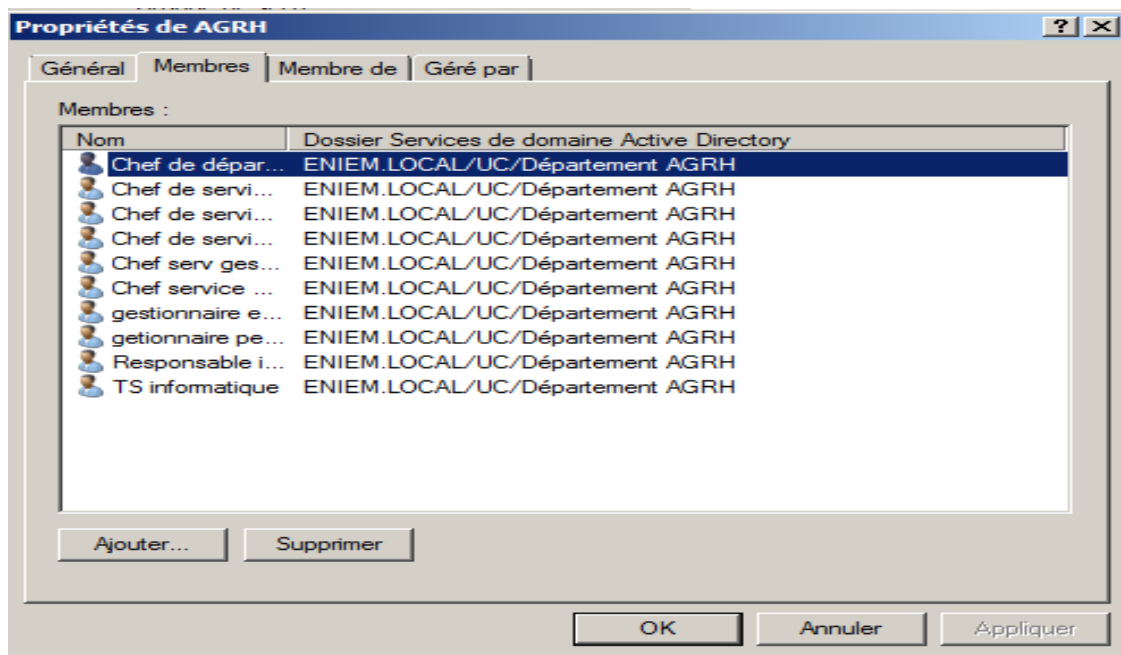 Propriétés de AGRH
Général Membres Membre de Géré par
Membres :
Nom Dossier Services de domaine Active Directory
Chef de dépar... ENIEM.LOCAL/UC/Département AGRH
Chef de servi... ENIEM.LOCAL/UC/Département AGRH
Chef de servi... ENIEM.LOCAL/UC/Département AGRH
Chef de servi... ENIEM.LOCAL/UC/Département AGRH
Chef serv ges... ENIEM.LOCAL/UC/Département AGRH
Chef service ... ENIEM.LOCAL/UC/Département AGRH
gestionnaire e... ENIEM.LOCAL/UC/Département AGRH
getionnaire pe... ENIEM.LOCAL/UC/Département AGRH
Responsable i... ENIEM.LOCAL/UC/Département AGRH
TS informatique ENIEM.LOCAL/UC/Département AGRH
Ajouter... Supprimer
OK Annuler Appliquer